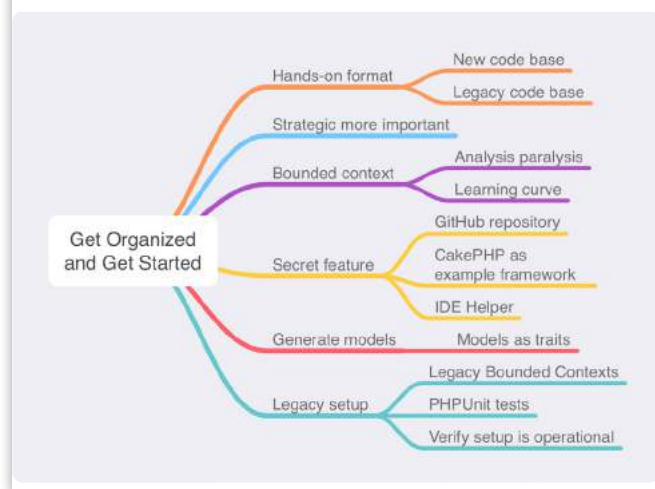 Get Organized
and Get Started
Hands-on format
New code base
Legacy code base
Strategic more important
Bounded context
Analysis paralysis
Learning curve
Secret feature
GitHub repository
CakePHP as
example framework
IDE Helper
Generate models
Models as traits
Legacy setup
Legacy Bounded Contexts
PHPUnit tests
Verify setup is operational